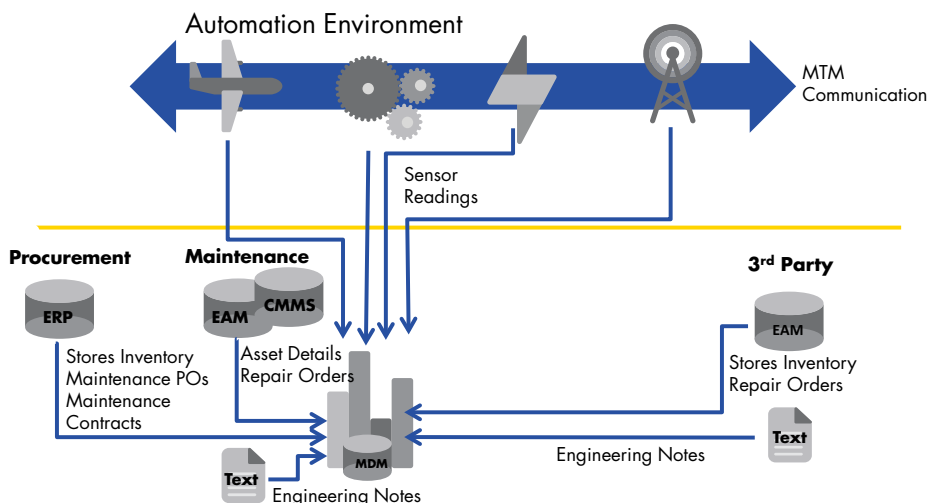 Automation Environment
MTM
Communication
Sensor
Readings
Procurement
Maintenance
3rd Party
ERP
EAM
CMMS
EAM
Stores Inventory
Maintenance POs
Maintenance
Contracts
Asset Details
Repair Orders
Stores Inventory
Repair Orders
Text
Engineering Notes
MDM
Text
Engineering Notes